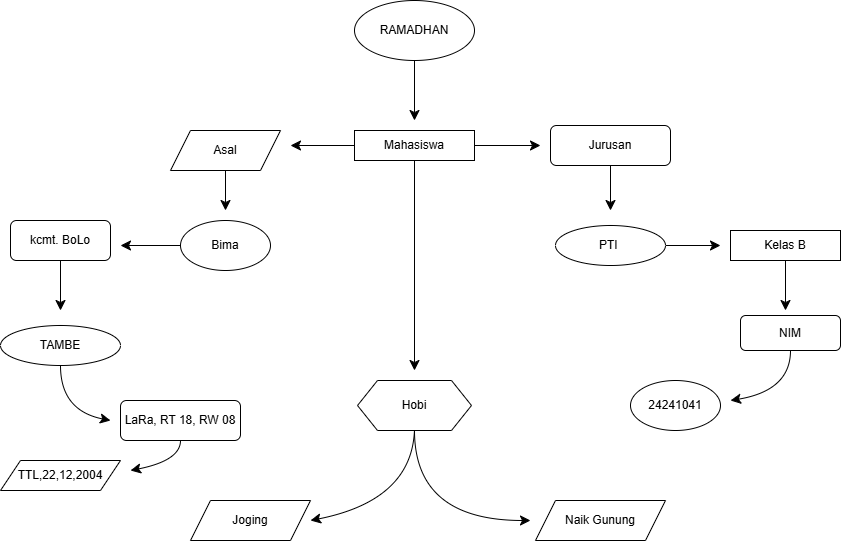 RAMADHAN
Asal
Mahasiswa
Jurusan
kcmt. BoLo
Bima
PTI
Kelas B
TAMBE
NIM
LaRa, RT 18, RW 08
Hobi
24241041
TTL,22,12,2004
Joging
Naik Gunung